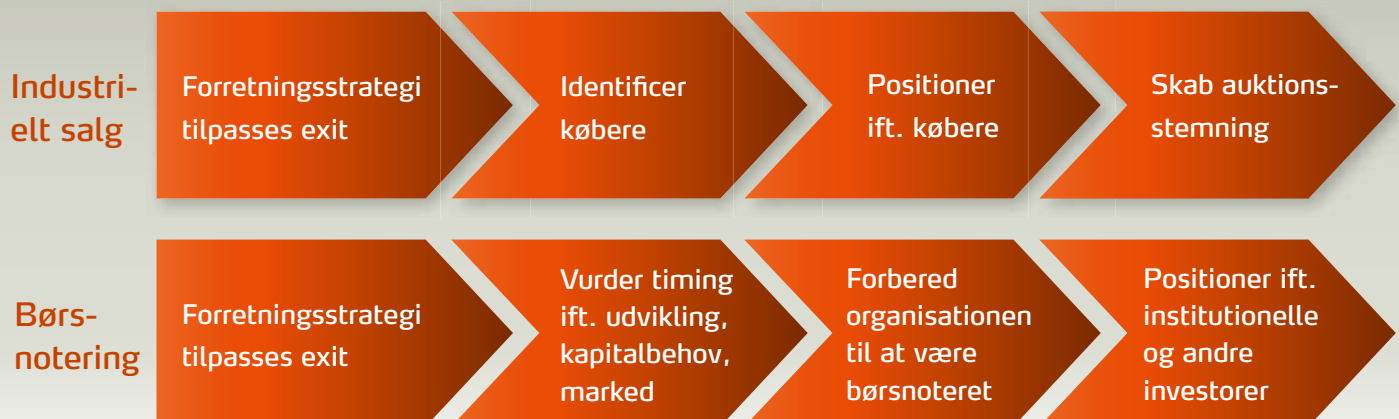 Industri-
elt salg
Forretningsstrategi
tilpasses exit
Identificer
købere
Positioner
ift. købere
Skab auktions-
stemning
Børs-
notering
Forretningsstrategi
tilpasses exit
Vurder timing
ift. udvikling,
kapitalbehov,
marked
Forbered
organisationen
til at være
børsnoteret
Positioner ift.
institutionelle
og andre
investorer